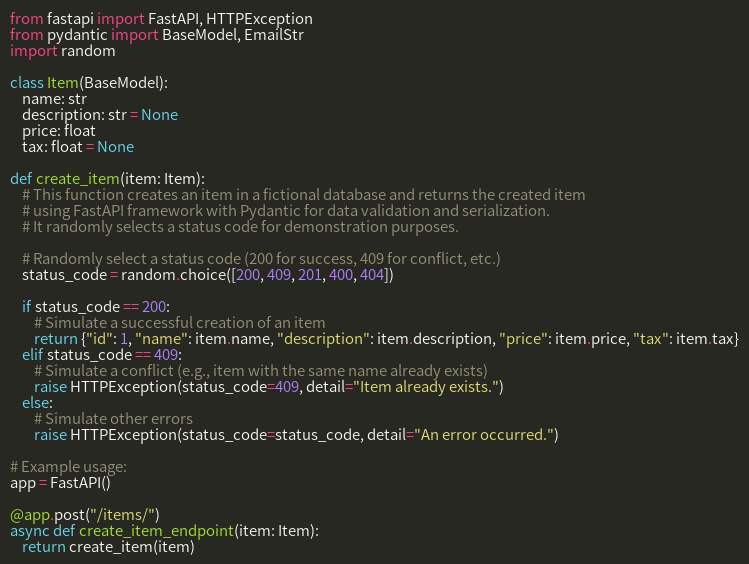 from fastapi import FastAPI, HTTPException
from pydantic import BaseModel, EmailStr
import random

class Item(BaseModel):
    name: str
    description: str = None
    price: float
    tax: float = None

def create_item(item: Item):
    # This function creates an item in a fictional database and returns the created item
    # using FastAPI framework with Pydantic for data validation and serialization.
    # It randomly selects a status code for demonstration purposes.

    # Randomly select a status code (200 for success, 409 for conflict, etc.)
    status_code = random.choice([200, 409, 201, 400, 404])

    if status_code == 200:
        # Simulate a successful creation of an item
        return {"id": 1, "name": item.name, "description": item.description, "price": item.price, "tax": item.tax}
    elif status_code == 409:
        # Simulate a conflict (e.g., item with the same name already exists)
        raise HTTPException(status_code=409, detail="Item already exists.")
    else:
        # Simulate other errors
        raise HTTPException(status_code=status_code, detail="An error occurred.")

# Example usage:
app = FastAPI()

@app.post("/items/")
async def create_item_endpoint(item: Item):
    return create_item(item)